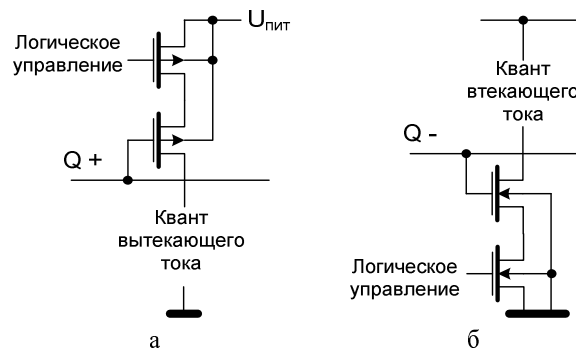 Логическое
управление
Uпит
Q +
Квант
вытекающего
тока
а
Квант
втекающего
тока
Q -
Логическое
управление
б